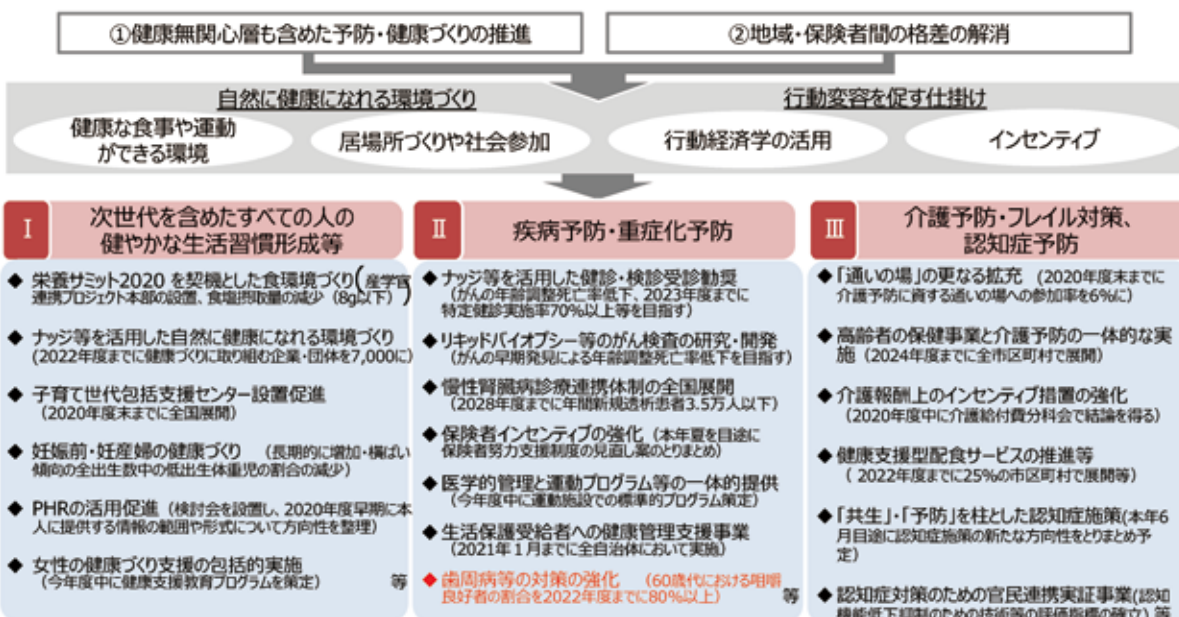 ①健康無関心層も含めた予防・健康づくりの推進
②地域・保険者間の格差の解消
自然に健康になれる環境づくり
行動変容を促す仕掛け
健康な食事や運動
ができる環境
居場所づくりや社会参加
行動経済学の活用
インセンティブ
Ⅰ
次世代を含めたすべての人の
健やかな生活習慣形成等
◆ 栄養サミット2020 を契機とした食環境づくり(産学官
連携プロジェクト本部の設置、食塩摂取量の減少(8g以下))
◆ ナッジ等を活用した自然に健康になれる環境づくり
(2022年度までに健康づくりに取り組む企業・団体を7,000に)
◆ 子育て世代包括支援センター設置促進
(2020年度末までに全国展開)
◆ 妊娠前・妊産婦の健康づくり (長期的に増加・横ばい
傾向の全出生数中の低出生体重児の割合の減少)
◆ PHRの活用促進(検討会を設置し、2020年度早期に本
人に提供する情報の範囲や形式について方向性を整理)
◆ 女性の健康づくり支援の包括的実施
(今年度中に健康支援教育プログラムを策定) 等
Ⅱ
疾病予防・重症化予防
◆ ナッジ等を活用した健診・検診受診勧奨
(がんの年齢調整死亡率低下、2023年度までに
特定健診実施率70%以上等を目指す)
◆ リキッドバイオプシー等のがん検査の研究・開発
(がんの早期発見による年齢調整死亡率低下を目指す)
◆ 慢性腎臓病診療連携体制の全国展開
(2028年度までに年間新規透析患者3.5万人以下)
◆ 保険者インセンティブの強化 (本年夏を目途に
保険者努力支援制度の見直し案のとりまとめ)
◆ 医学的管理と運動プログラム等の一体的提供
(今年度中に運動施設での標準的プログラム策定)
◆ 生活保護受給者への健康管理支援事業
(2021年1月までに全自治体において実施)
◆ 歯周病等の対策の強化 (60歳代における咀嚼
良好者の割合を2022年度までに80%以上) 等
Ⅲ
介護予防・フレイル対策、
認知症予防
◆ 「通いの場」の更なる拡充 (2020年度末までに
介護予防に資する通いの場への参加率を6%に)
◆ 高齢者の保健事業と介護予防の一体的な実
施 (2024年度までに全市区町村で展開)
◆ 介護報酬上のインセンティブ措置の強化
(2020年度中に介護給付費分科会で結論を得る)
◆ 健康支援型配食サービスの推進等
(2022年度までに25%の市区町村で展開等)
◆ 「共生」・「予防」を柱とした認知症施策(本年6
月目途に認知症施策の新たな方向性をとりまとめ予
定)
◆ 認知症対策のための官民連携実証事業(認知
機能低下抑制のための技術等の評価指標の確立) 等